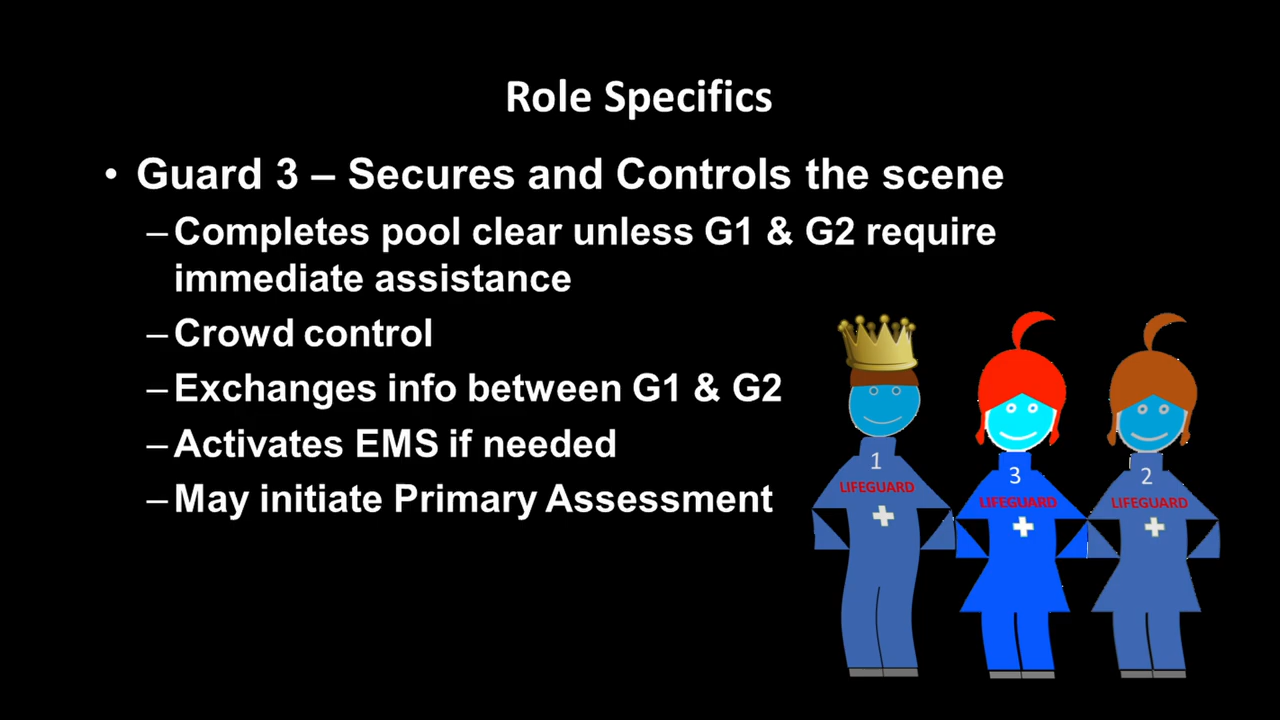 Role Specifics
• Guard 3 – Secures and Controls the scene
–Completes pool clear unless G1 & G2 require
immediate assistance
–Crowd control
–Exchanges info between G1 & G2
–Activates EMS if needed
–May initiate Primary Assessment
1
LIFEGUARD
3
LIFEGUARD
2
LIFEGUARD